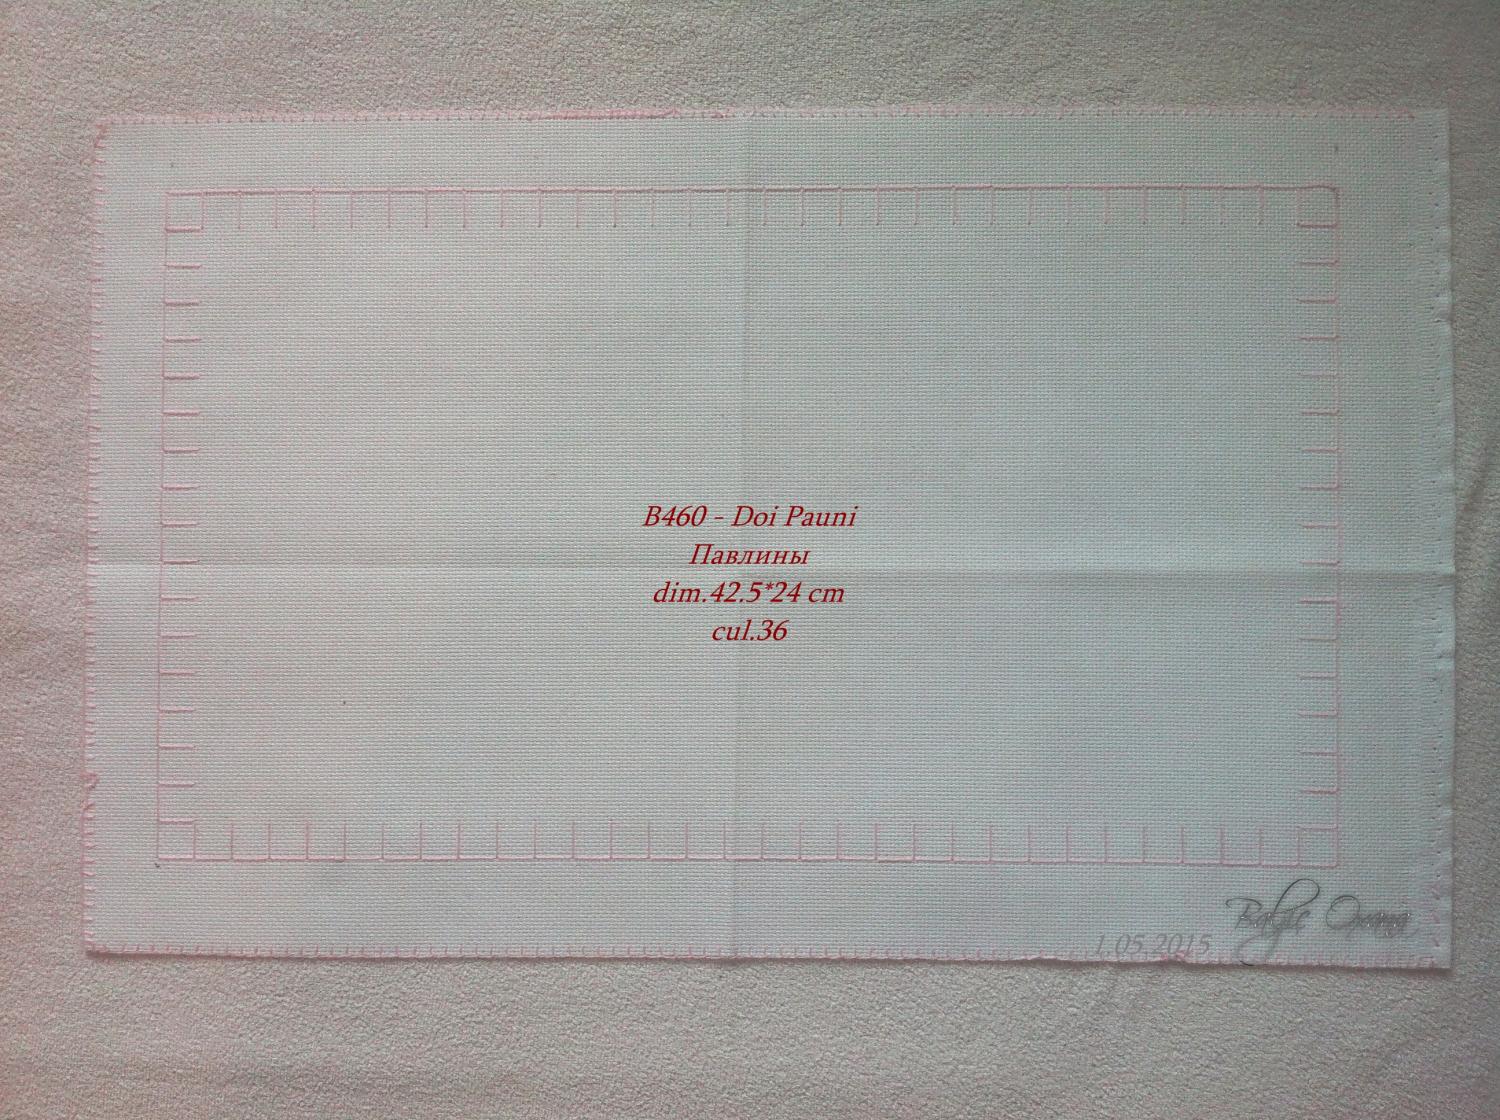 B460 - Doi Pauni
Павлины
dim.42.5*24 cm
cul.36
1.05.2015